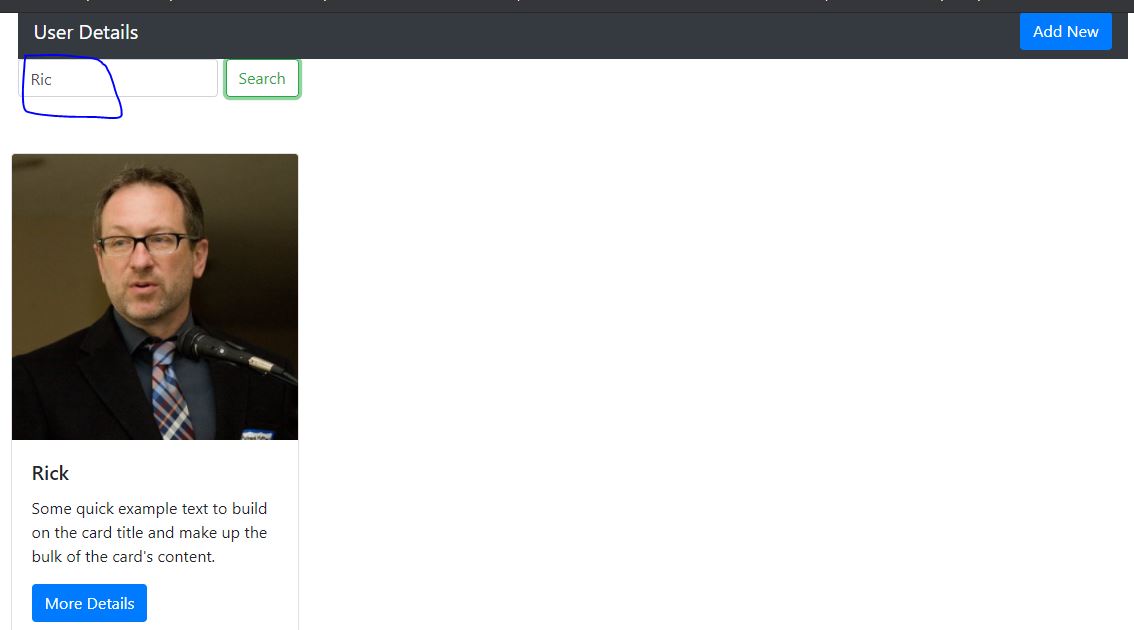 User Details
Add New
Ric
Search
Rick
Some quick example text to build
on the card title and make up the
bulk of the card's content.
More Details